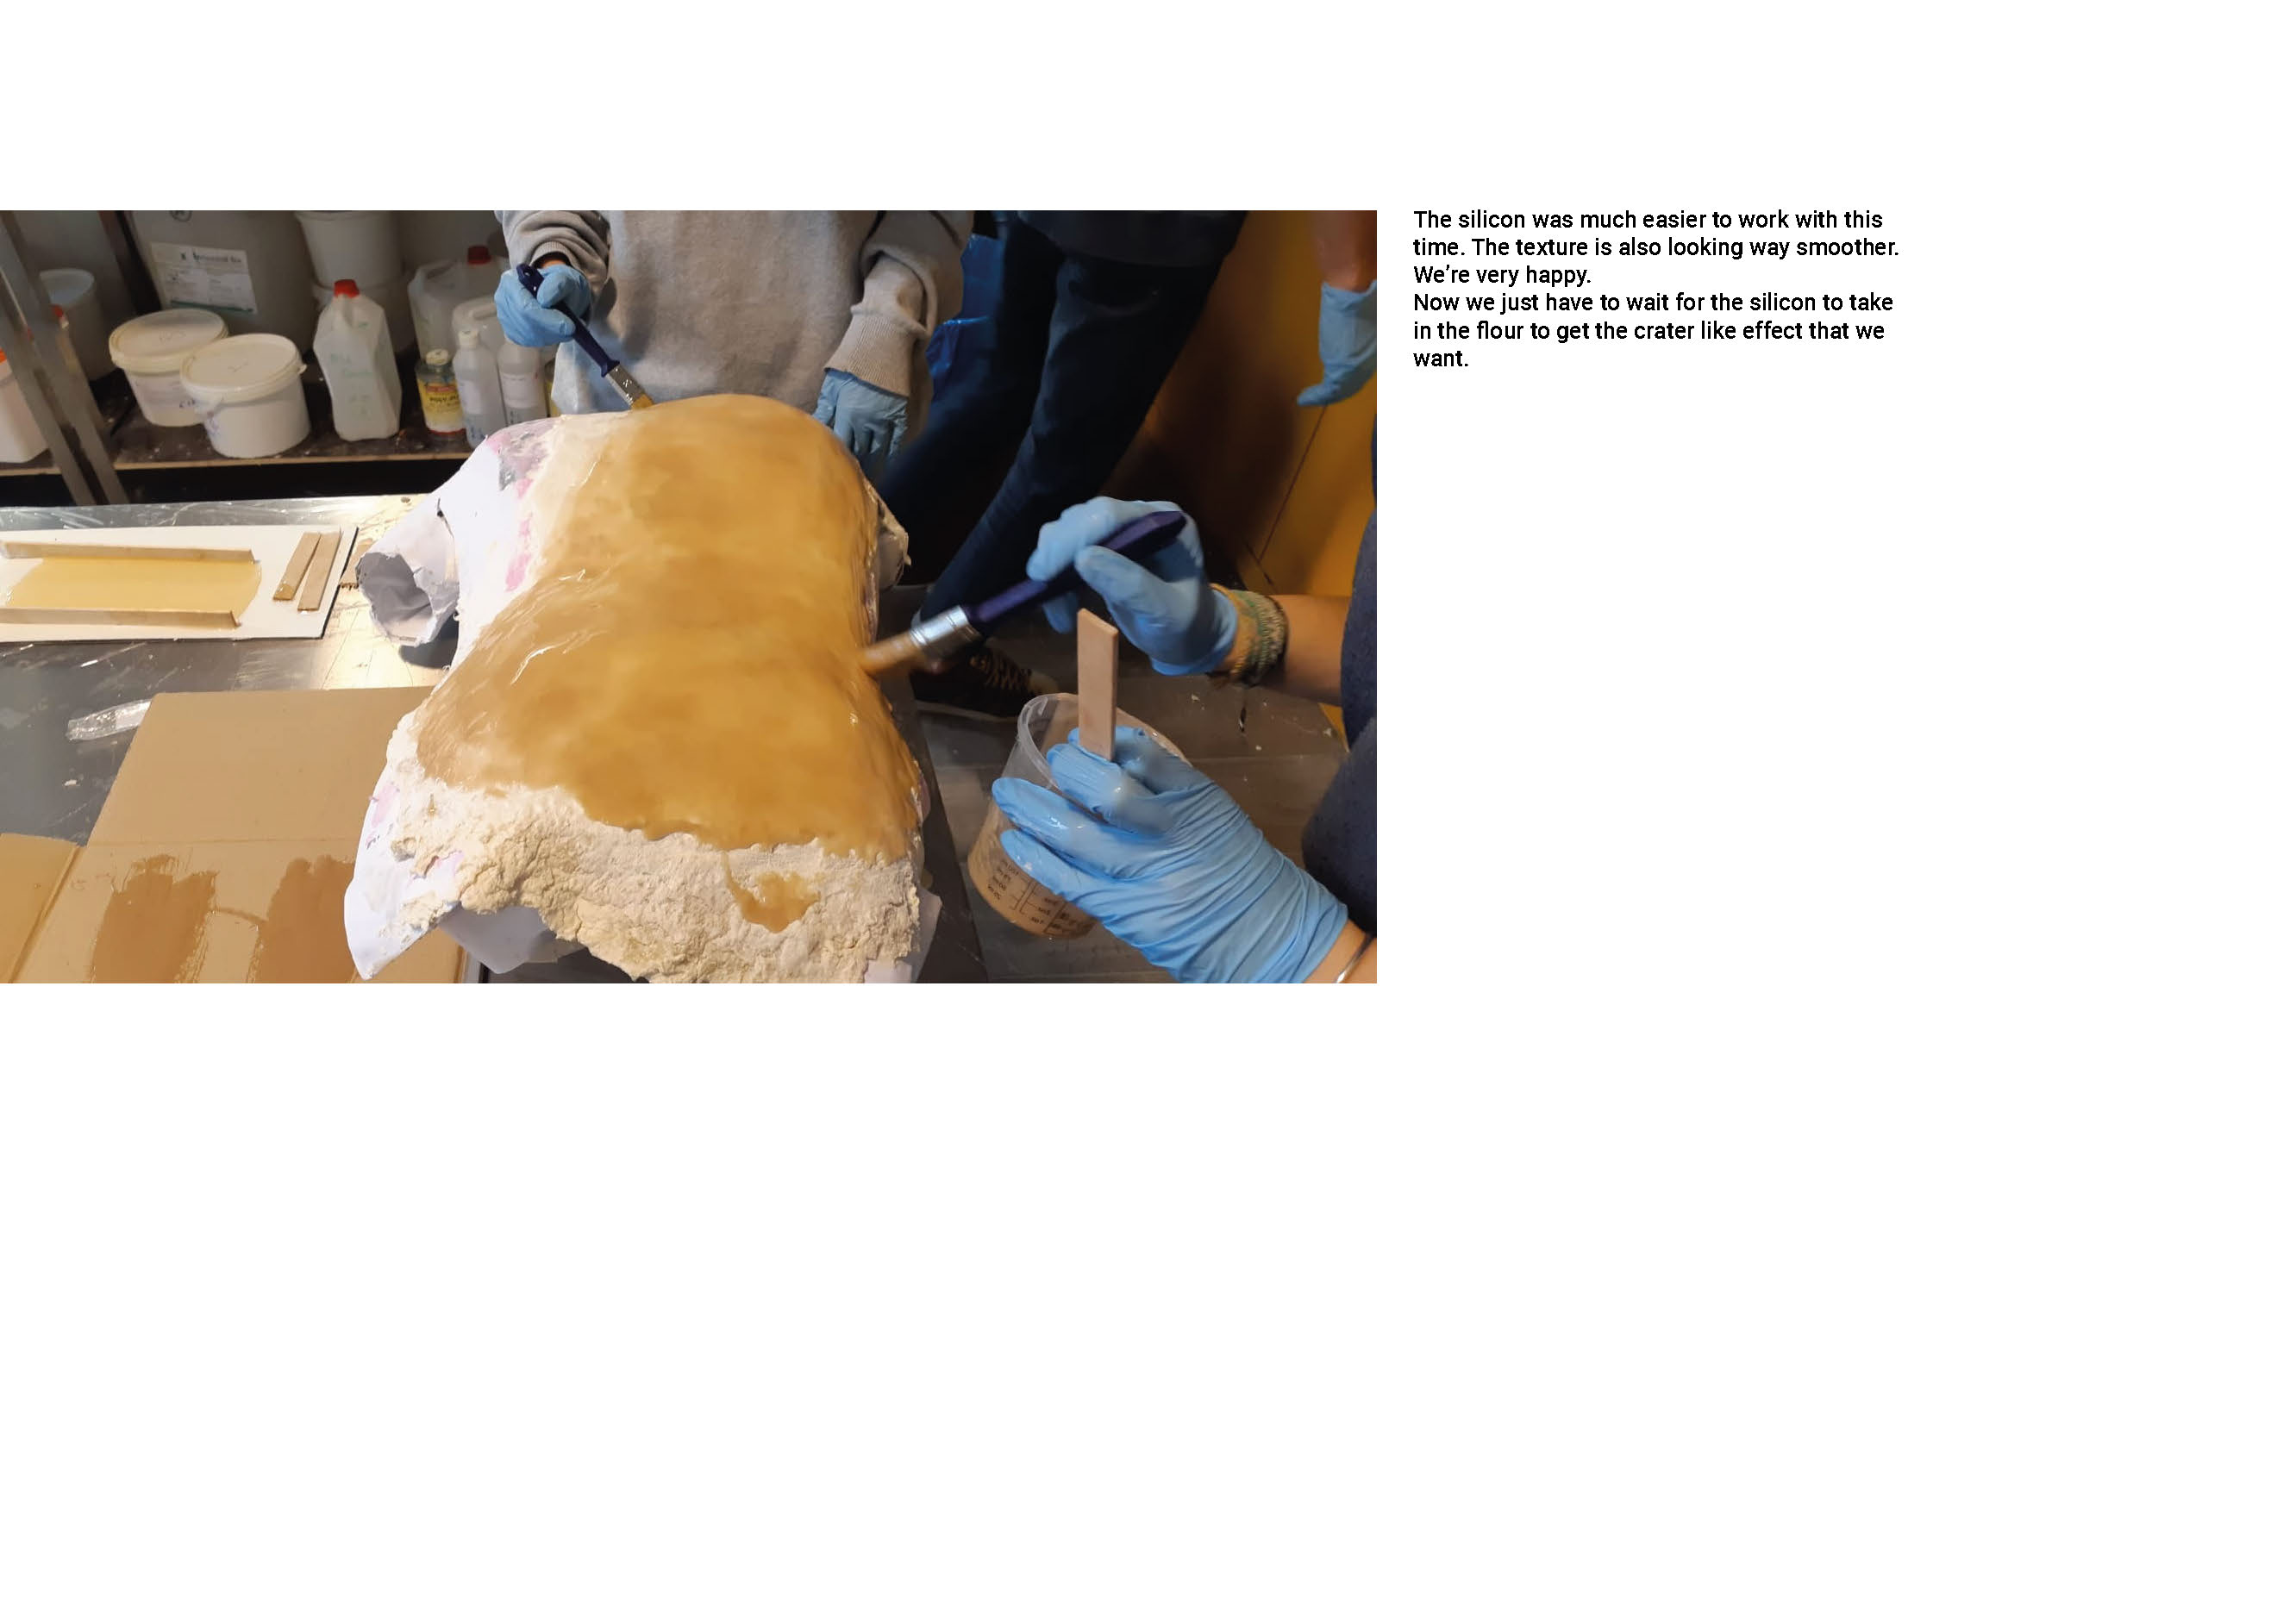 The silicon was much easier to work with this
time. The texture is also looking way smoother.
We're very happy.
Now we just have to wait for the silicon to take
in the flour to get the crater like effect that we
want.